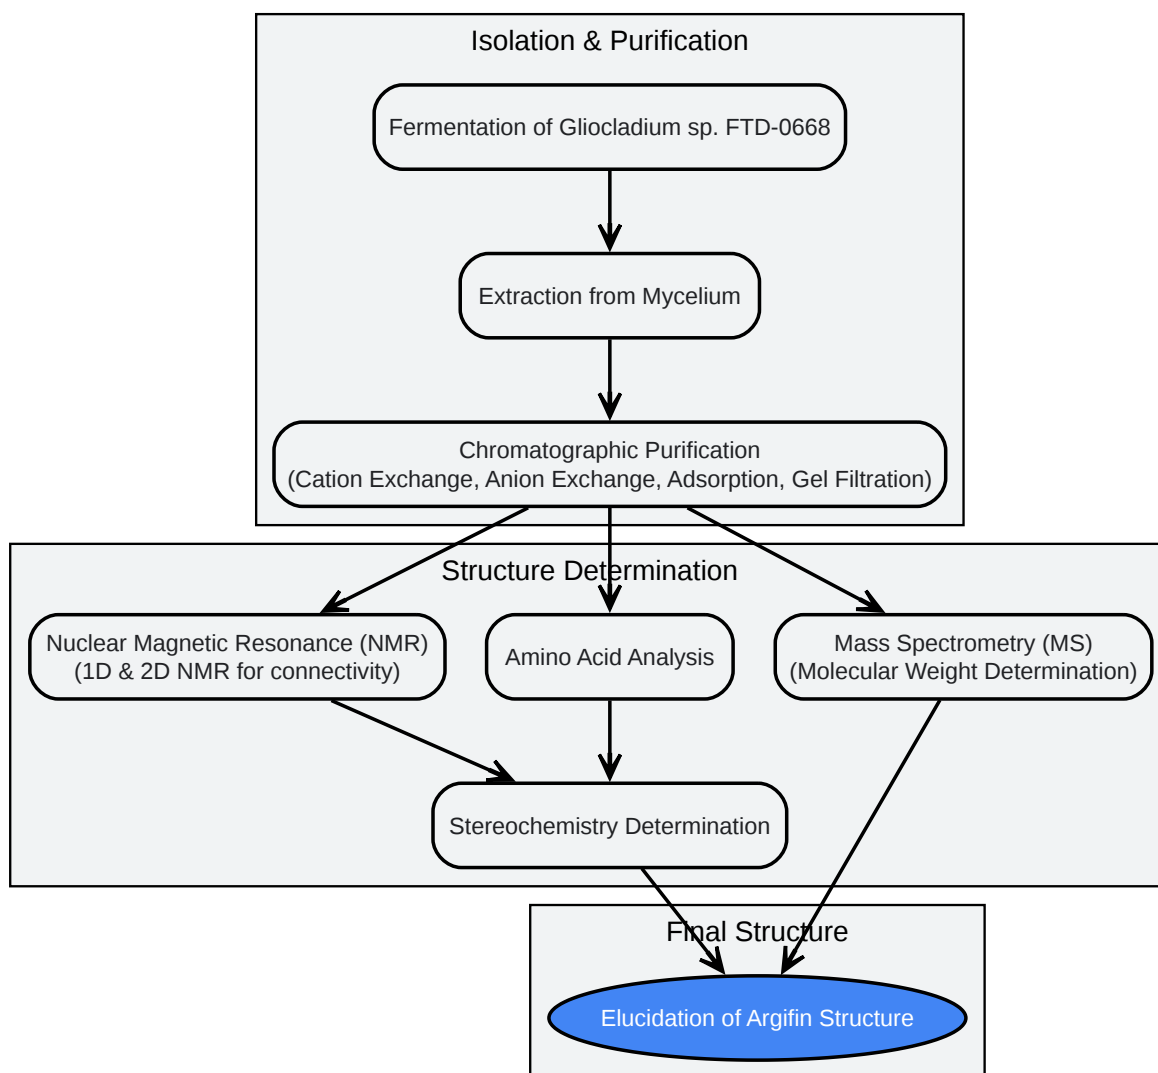 Isolation & Purification
Fermentation of Gliocladium sp. FTD-0668
Extraction from Mycelium
Chromatographic Purification
(Cation Exchange, Anion Exchange, Adsorption, Gel Filtration)
Structure Determination
Nuclear Magnetic Resonance (NMR)
(1D & 2D NMR for connectivity)
Amino Acid Analysis
Mass Spectrometry (MS)
(Molecular Weight Determination)
Stereochemistry Determination
Final Structure
Elucidation of Argifin Structure